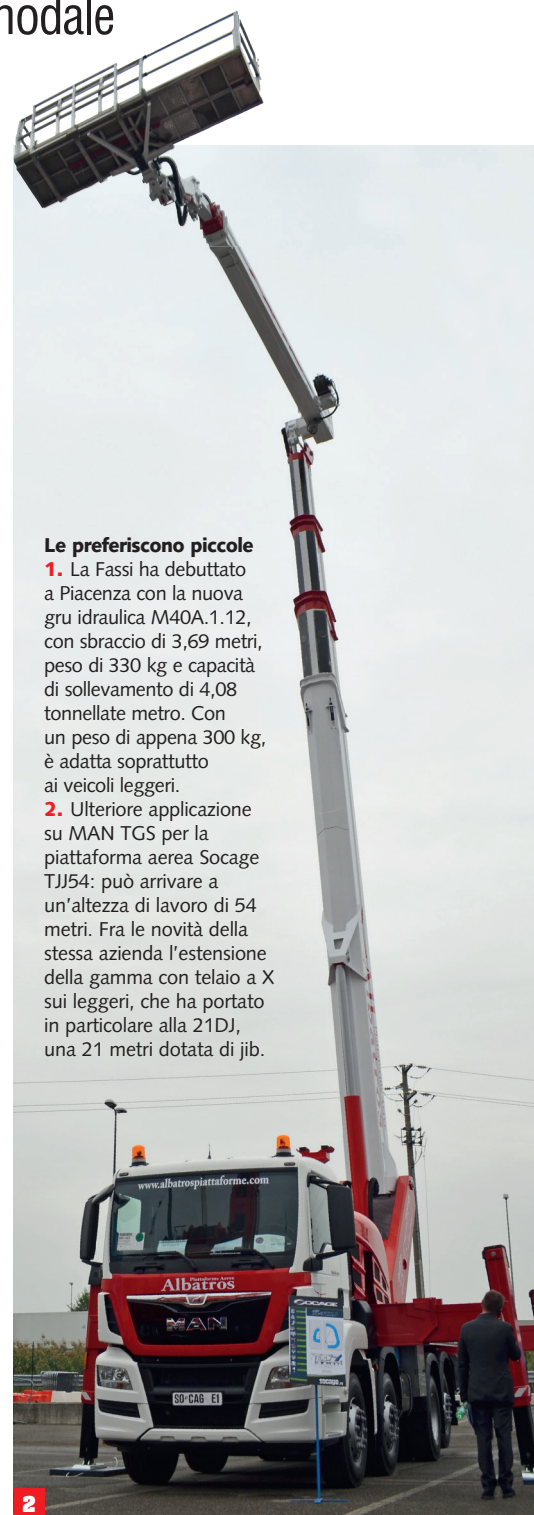 nodale
Le preferiscono piccole
1. La Fassi ha debuttato
a Piacenza con la nuova
gru idraulica M40A.1.12,
con sbraccio di 3,69 metri,
peso di 330 kg e capacità
di sollevamento di 4,08
tonnellate metro. Con
un peso di appena 300 kg,
è adatta soprattutto
ai veicoli leggeri.
2. Ulteriore applicazione
su MAN TGS per la
piattaforma aerea Socage
TJJ54: può arrivare a
un'altezza di lavoro di 54
metri. Fra le novità della
stessa azienda l'estensione
della gamma con telaio a X
sui leggeri, che ha portato
in particolare alla 21DJ,
una 21 metri dotata di jib.
www.albatrospiattaforme.com
Piattaforme Aeree
Albatros
MAN
SOCAGE
socage
SO CAG E1
2